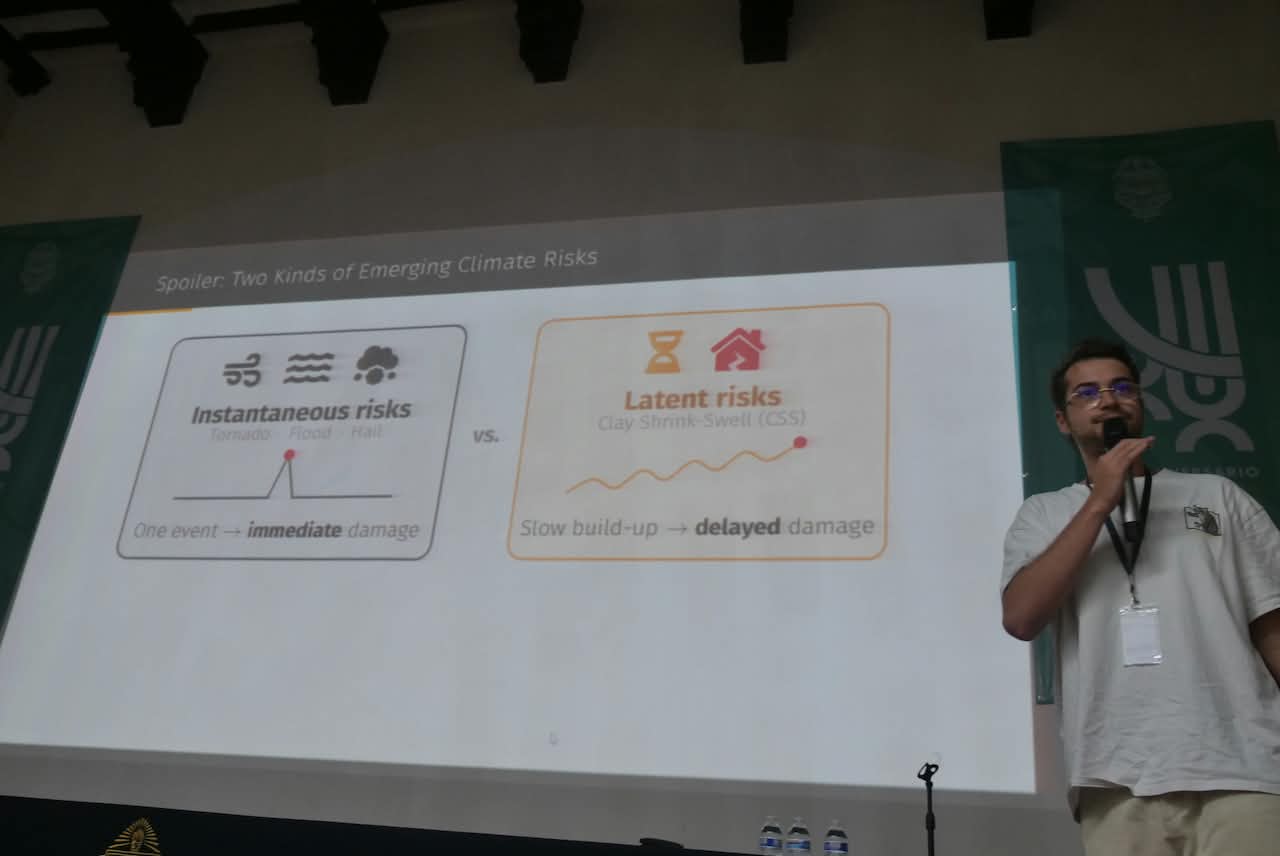 Spoiler: Two Kinds of Emerging Climate Risks
Instantaneous risks
Tornado · Flood · Hail
One event → immediate damage
vs.
Latent risks
Clay Shrink-Swell (CSS)
Slow build-up → delayed damage